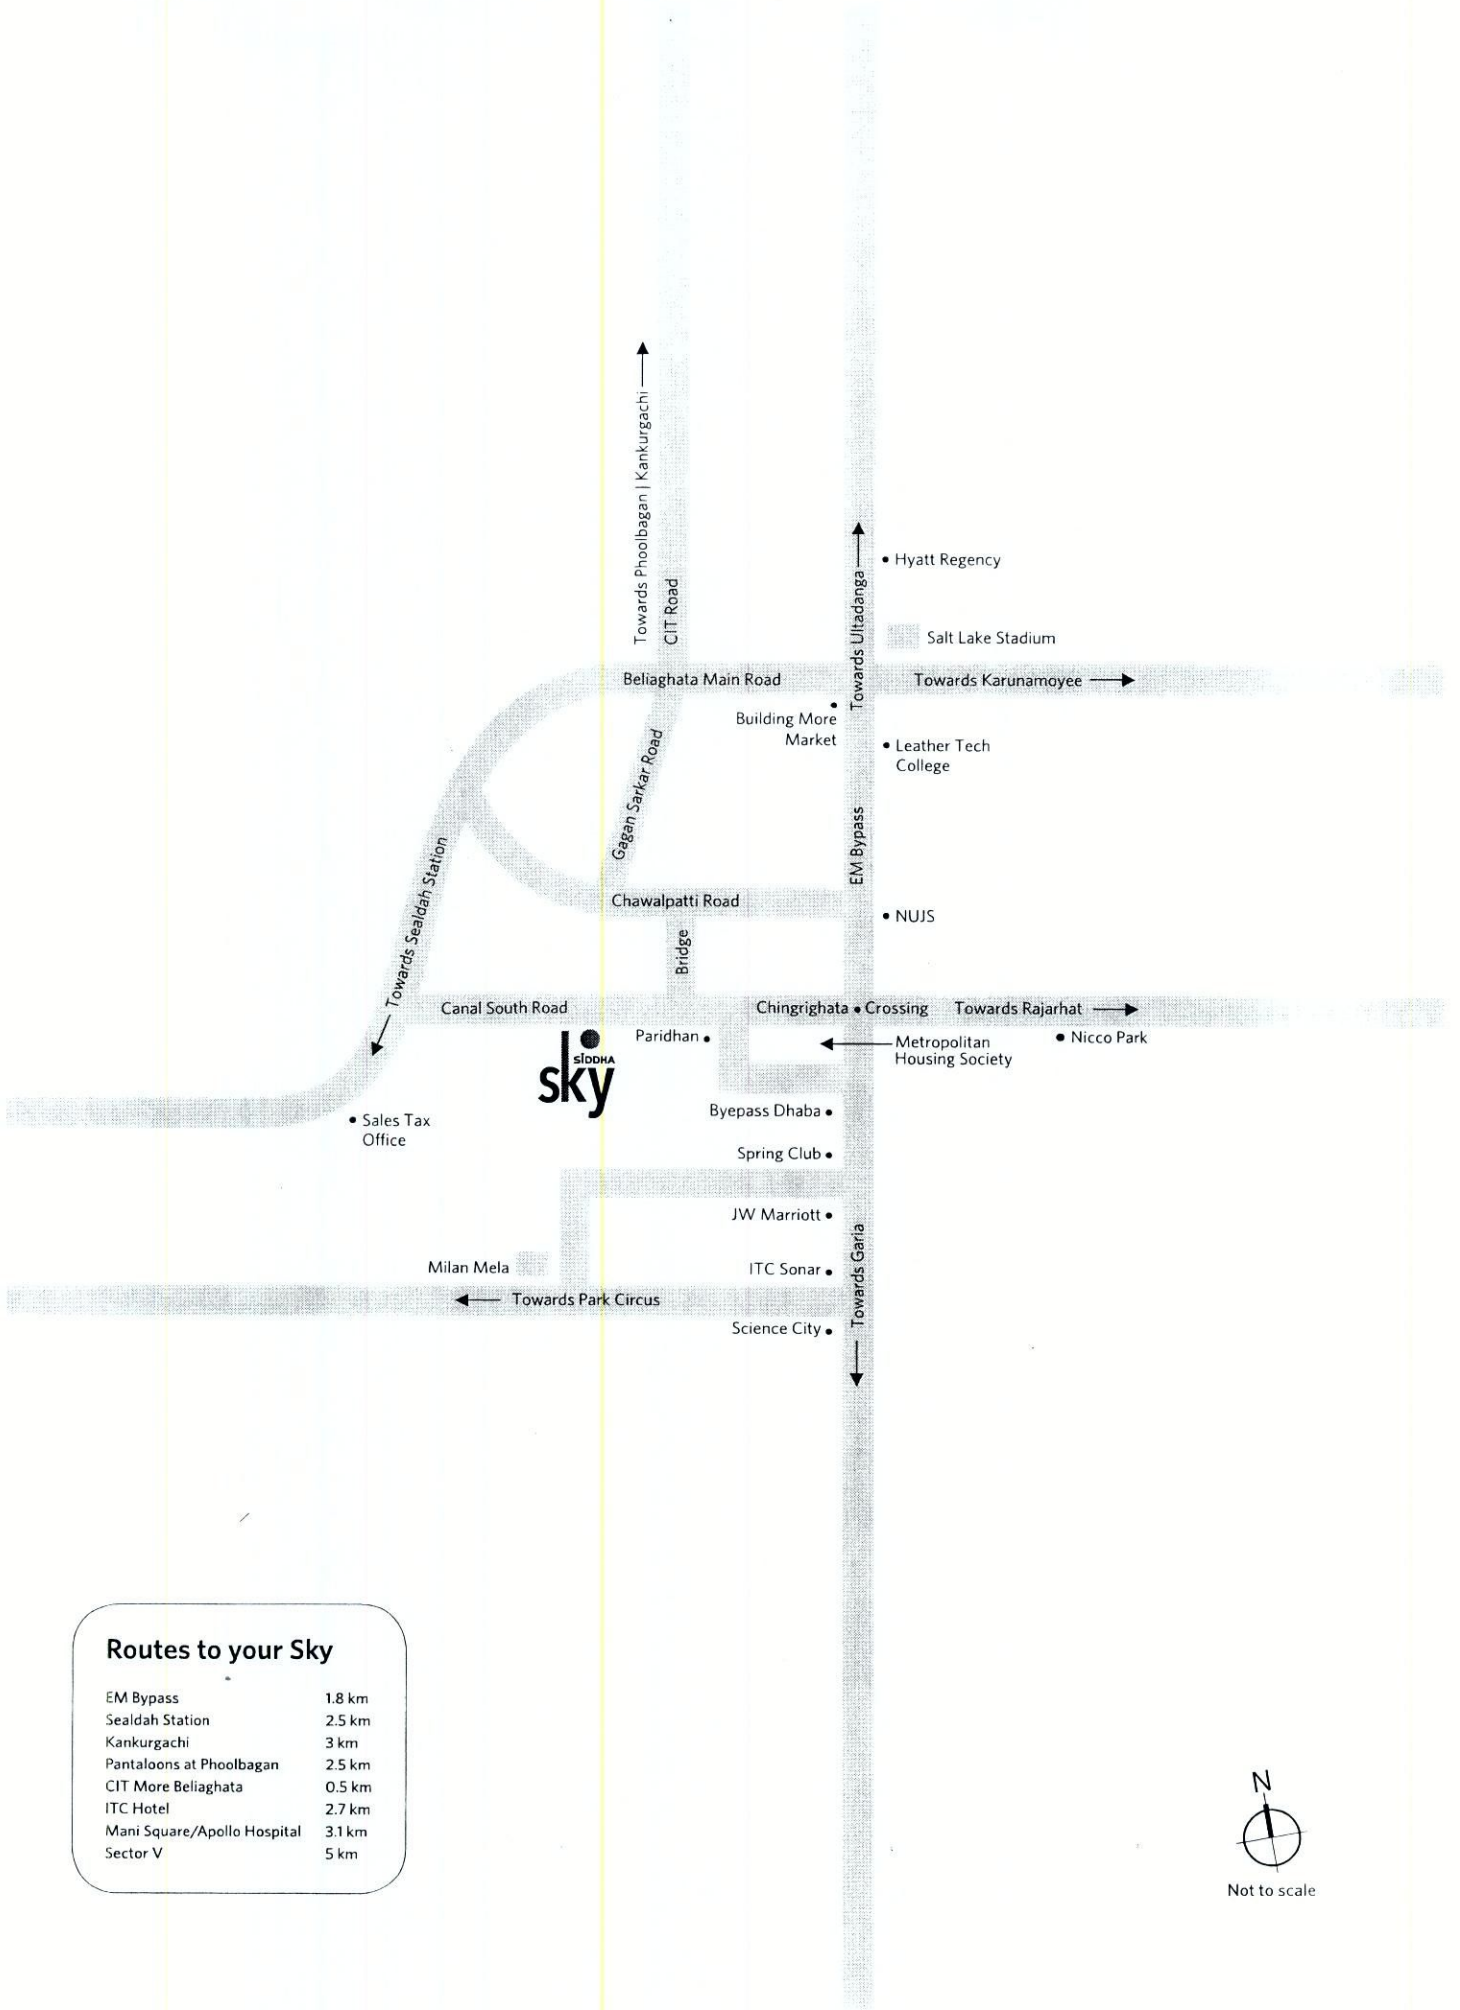 Towards Phoolbagan | Kankurgachi
CIT Road
Towards Ultadanga
Hyatt Regency
Salt Lake Stadium
Beliaghata Main Road
Towards Karunamoyee
Building More
Market
Leather Tech
College
Gagan Sarkar Road
EM Bypass
Towards Sealdah Station
Chawalpatti Road
NUJS
Bridge
Canal South Road
Chingrighata • Crossing
Towards Rajarhat
Paridhan
Metropolitan
Housing Society
Nicco Park
SIDDHA
sky
Byepass Dhaba
Sales Tax
Office
Spring Club
JW Marriott
Towards Garia
Milan Mela
ITC Sonar
Towards Park Circus
Science City
Routes to your Sky
EM Bypass 1.8 km
Sealdah Station 2.5 km
Kankurgachi 3 km
Pantaloons at Phoolbagan 2.5 km
CIT More Beliaghata 0.5 km
ITC Hotel 2.7 km
Mani Square/Apollo Hospital 3.1 km
Sector V 5 km
N
Not to scale